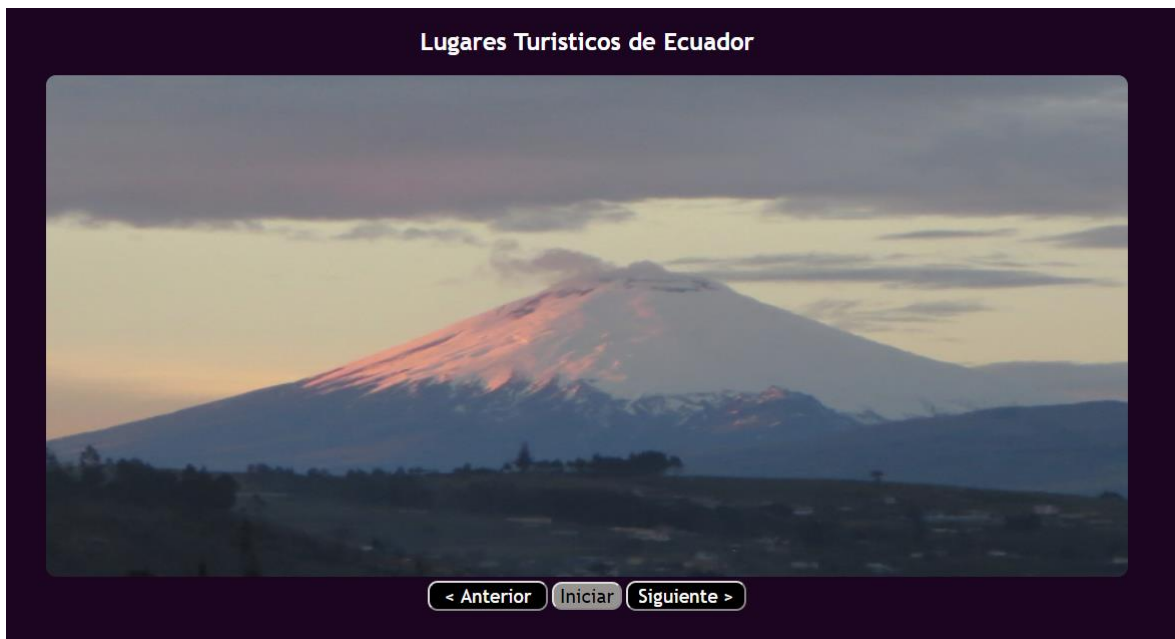 Lugares Turisticos de Ecuador
< Anterior Iniciar Siguiente >